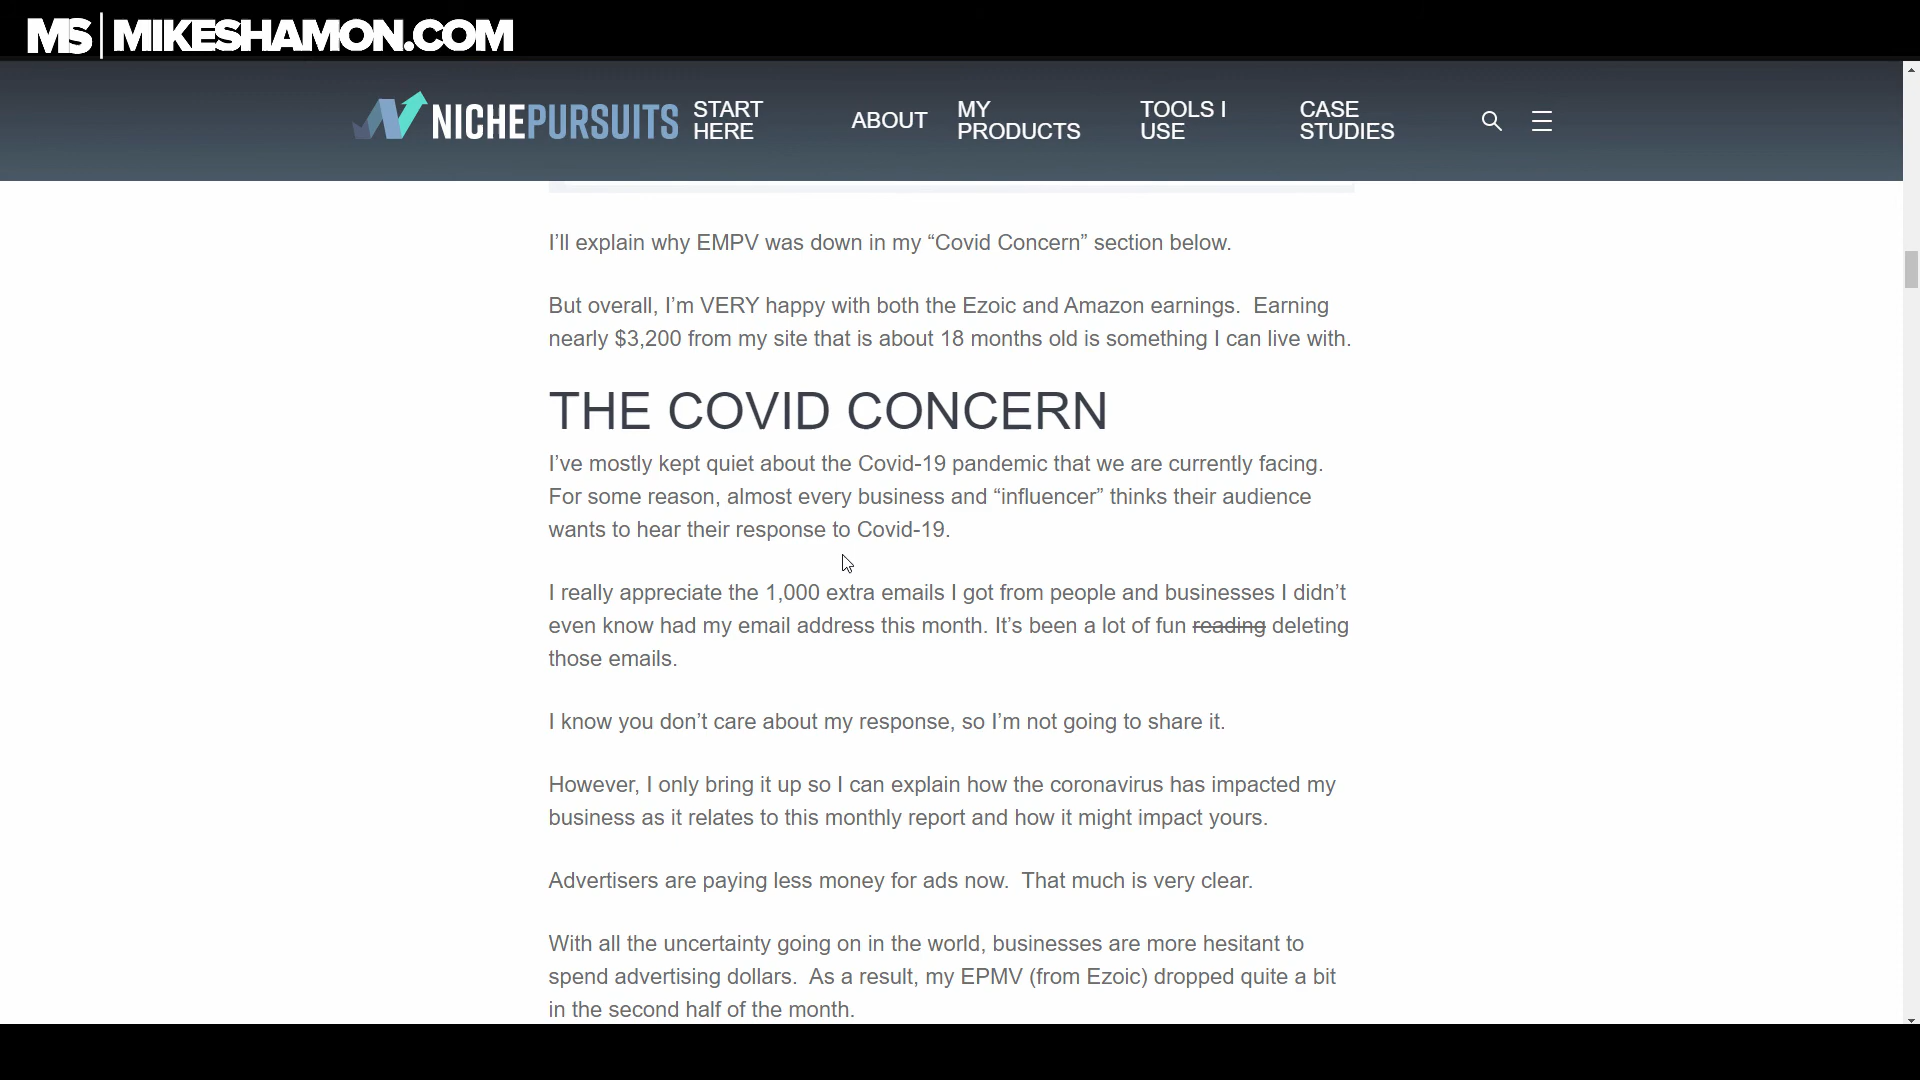 MS | MIKESHAMON.COM
NICHEPURSUITS
START HERE
ABOUT
MY PRODUCTS
TOOLS I USE
CASE STUDIES
I’ll explain why EMPV was down in my “Covid Concern” section below.
But overall, I’m VERY happy with both the Ezoic and Amazon earnings.  Earning
nearly $3,200 from my site that is about 18 months old is something I can live with.
THE COVID CONCERN
I’ve mostly kept quiet about the Covid-19 pandemic that we are currently facing.
For some reason, almost every business and “influencer” thinks their audience
wants to hear their response to Covid-19.
I really appreciate the 1,000 extra emails I got from people and businesses I didn’t
even know had my email address this month. It’s been a lot of fun reading deleting
those emails.
I know you don’t care about my response, so I’m not going to share it.
However, I only bring it up so I can explain how the coronavirus has impacted my
business as it relates to this monthly report and how it might impact yours.
Advertisers are paying less money for ads now.  That much is very clear.
With all the uncertainty going on in the world, businesses are more hesitant to
spend advertising dollars.  As a result, my EPMV (from Ezoic) dropped quite a bit
in the second half of the month.